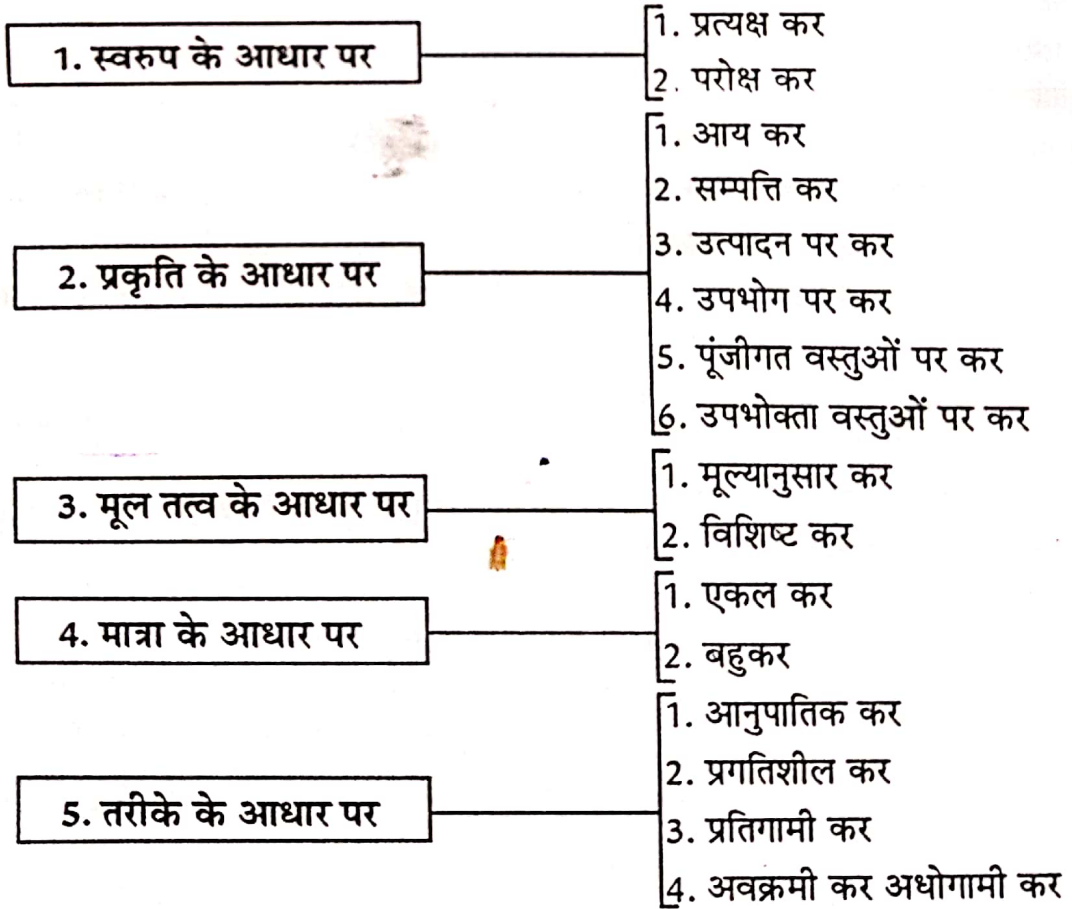 1. स्वरुप के आधार पर
1. प्रत्यक्ष कर
2. परोक्ष कर
2. प्रकृति के आधार पर
1. आय कर
2. सम्पत्ति कर
3. उत्पादन पर कर
4. उपभोग पर कर
5. पूंजीगत वस्तुओं पर कर
6. उपभोक्ता वस्तुओं पर कर
3. मूल तत्व के आधार पर
1. मूल्यानुसार कर
2. विशिष्ट कर
4. मात्रा के आधार पर
1. एकल कर
2. बहुकर
5. तरीके के आधार पर
1. आनुपातिक कर
2. प्रगतिशील कर
3. प्रतिगामी कर
4. अवक्रमी कर अधोगामी कर